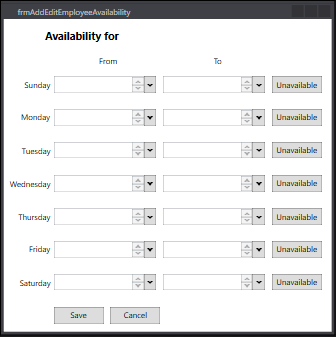 frmAddEditEmployeeAvailability
Availability for
From To
Sunday Unavailable
Monday Unavailable
Tuesday Unavailable
Wednesday Unavailable
Thursday Unavailable
Friday Unavailable
Saturday Unavailable
Save Cancel